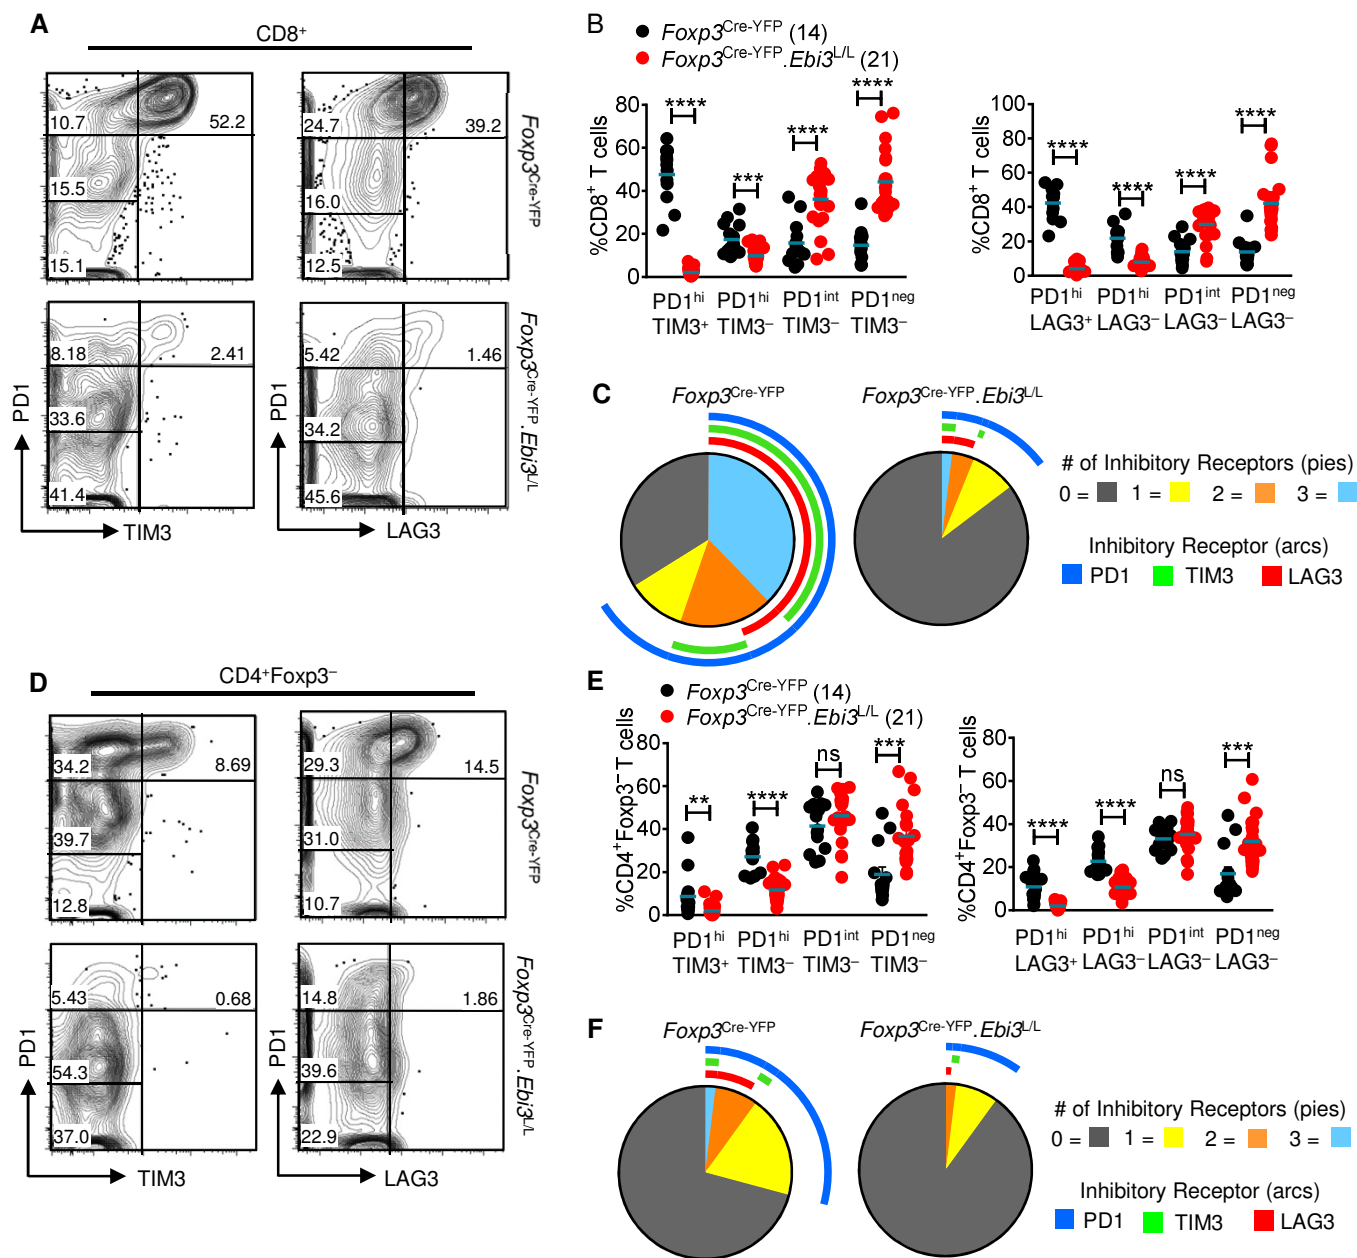 A
CD8⁺
10.7
52.2
15.5
15.1
24.7
39.2
16.0
12.5
Foxp3ᶜʳᵉ⁻ʸᶠᴾ
8.18
2.41
33.6
41.4
5.42
1.46
34.2
45.6
Foxp3ᶜʳᵉ⁻ʸᶠᴾ.Ebi3ᴸ/ᴸ
PD1
TIM3
PD1
LAG3
B
Foxp3ᶜʳᵉ⁻ʸᶠᴾ (14)
Foxp3ᶜʳᵉ⁻ʸᶠᴾ.Ebi3ᴸ/ᴸ (21)
%CD8⁺ T cells
80
60
40
20
0
****
***
****
****
PD1ʰⁱ PD1ʰⁱ PD1ⁱⁿᵗ PD1ⁿᵉᵍ
TIM3⁺ TIM3⁻ TIM3⁻ TIM3⁻
%CD8⁺ T cells
100
80
60
40
20
0
****
****
****
****
PD1ʰⁱ PD1ʰⁱ PD1ⁱⁿᵗ PD1ⁿᵉᵍ
LAG3⁺ LAG3⁻ LAG3⁻ LAG3⁻
C
Foxp3ᶜʳᵉ⁻ʸᶠᴾ
Foxp3ᶜʳᵉ⁻ʸᶠᴾ.Ebi3ᴸ/ᴸ
# of Inhibitory Receptors (pies)
0 = 1 = 2 = 3 =
Inhibitory Receptor (arcs)
PD1 TIM3 LAG3
D
CD4⁺Foxp3⁻
34.2
8.69
39.7
12.8
29.3
14.5
31.0
10.7
Foxp3ᶜʳᵉ⁻ʸᶠᴾ
5.43
0.68
54.3
37.0
14.8
1.86
39.6
22.9
Foxp3ᶜʳᵉ⁻ʸᶠᴾ.Ebi3ᴸ/ᴸ
PD1
TIM3
PD1
LAG3
E
Foxp3ᶜʳᵉ⁻ʸᶠᴾ (14)
Foxp3ᶜʳᵉ⁻ʸᶠᴾ.Ebi3ᴸ/ᴸ (21)
%CD4⁺Foxp3⁻ T cells
80
60
40
20
0
**
****
ns
***
PD1ʰⁱ PD1ʰⁱ PD1ⁱⁿᵗ PD1ⁿᵉᵍ
TIM3⁺ TIM3⁻ TIM3⁻ TIM3⁻
%CD4⁺Foxp3⁻ T cells
80
60
40
20
0
****
****
ns
***
PD1ʰⁱ PD1ʰⁱ PD1ⁱⁿᵗ PD1ⁿᵉᵍ
LAG3⁺ LAG3⁻ LAG3⁻ LAG3⁻
F
Foxp3ᶜʳᵉ⁻ʸᶠᴾ
Foxp3ᶜʳᵉ⁻ʸᶠᴾ.Ebi3ᴸ/ᴸ
# of Inhibitory Receptors (pies)
0 = 1 = 2 = 3 =
Inhibitory Receptor (arcs)
PD1 TIM3 LAG3